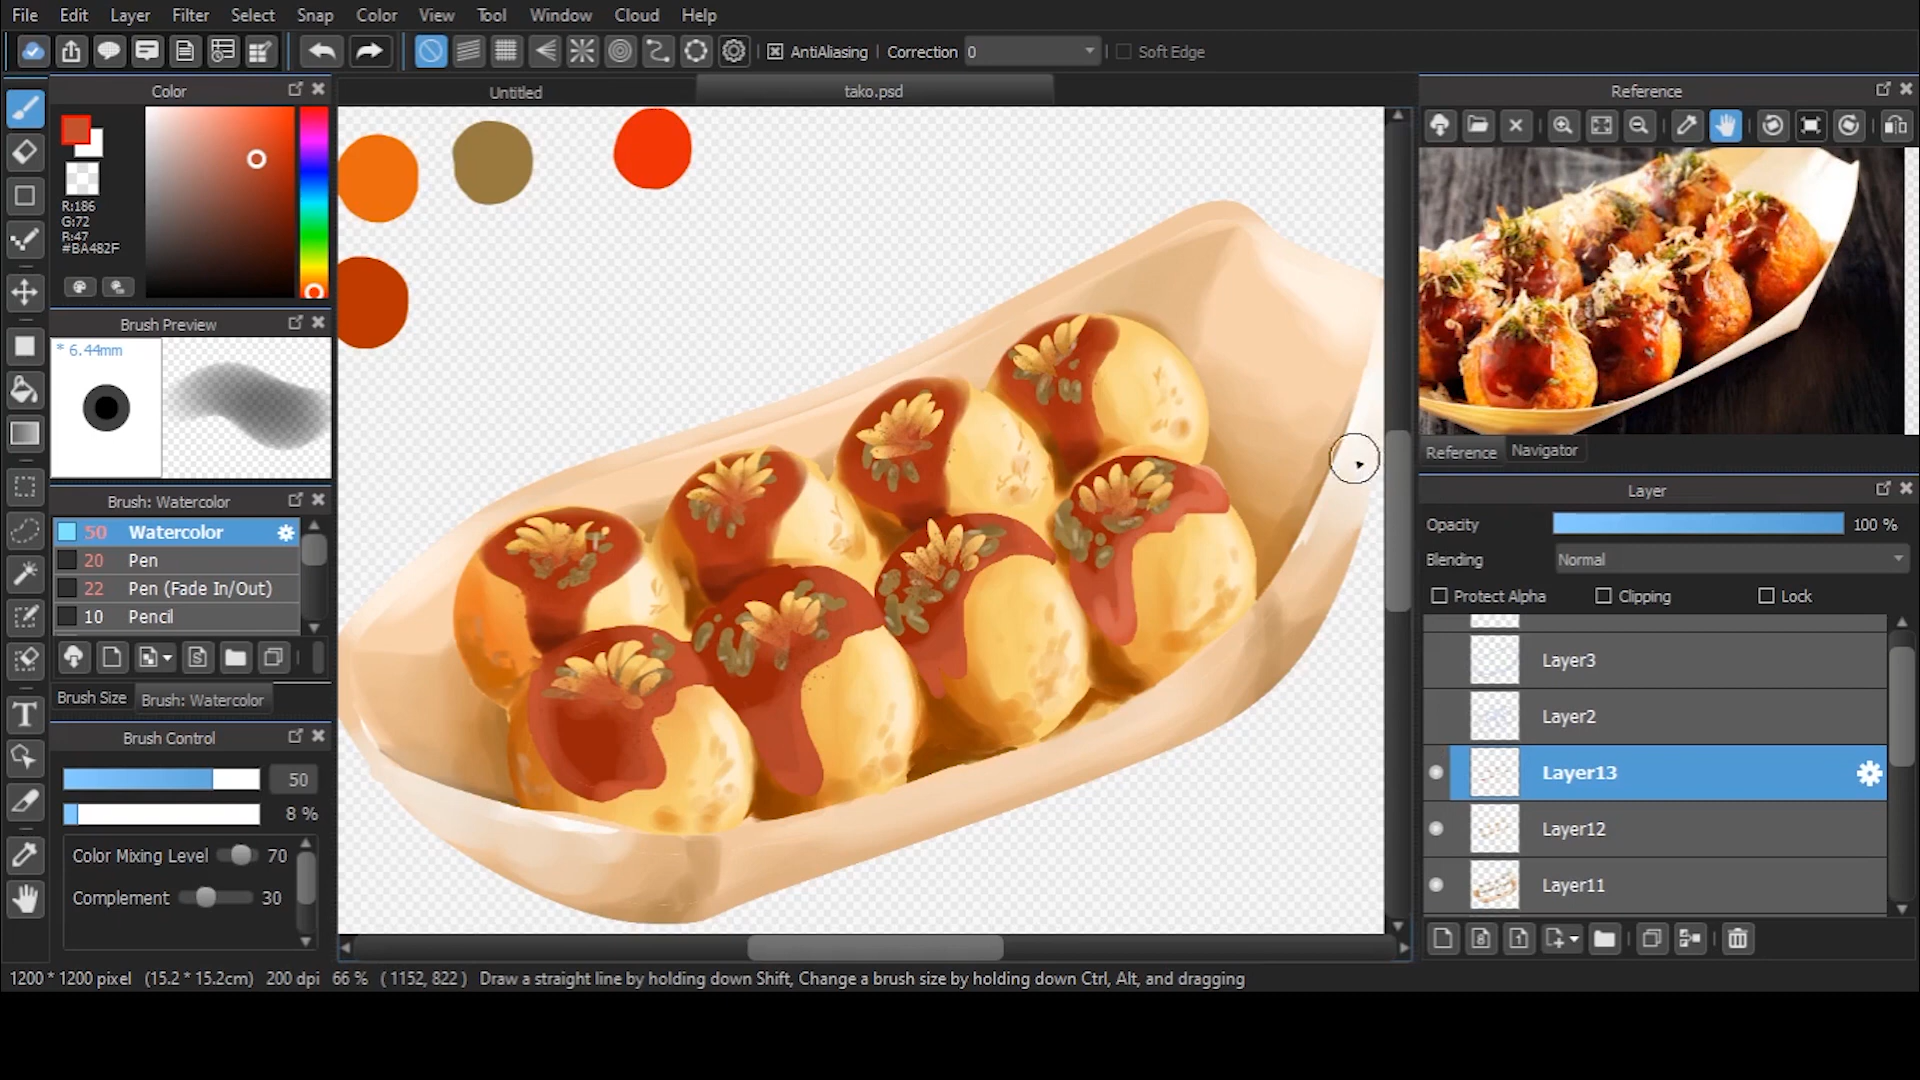 File Edit Layer Filter Select Snap Color View Tool Window Cloud Help
AntiAliasing Correction 0 Soft Edge
Color
R:186
G:72
R:47
#BA482F
Untitled
tako.psd
Reference
Brush Preview
* 6.44mm
Brush: Watercolor
50 Watercolor
20 Pen
22 Pen (Fade In/Out)
10 Pencil
Brush Size Brush: Watercolor
Brush Control
50
8 %
Color Mixing Level 70
Complement 30
Reference Navigator
Layer
Opacity 100 %
Blending Normal
Protect Alpha Clipping Lock
Layer3
Layer2
Layer13
Layer12
Layer11
1200 * 1200 pixel (15.2 * 15.2cm) 200 dpi 66 % ( 1152, 822 ) Draw a straight line by holding down Shift, Change a brush size by holding down Ctrl, Alt, and dragging